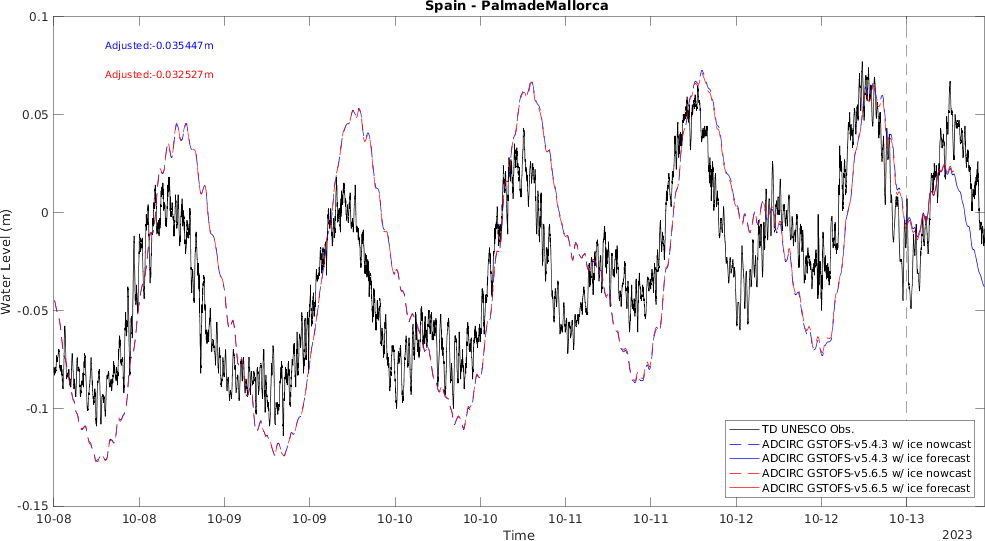 Spain - PalmadeMallorca
Adjusted:-0.035447m
Adjusted:-0.032527m
Water Level (m)
0.1
0.05
0
-0.05
-0.1
-0.15
TD UNESCO Obs.
ADCIRC GSTOFS-v5.4.3 w/ ice nowcast
ADCIRC GSTOFS-v5.4.3 w/ ice forecast
ADCIRC GSTOFS-v5.6.5 w/ ice nowcast
ADCIRC GSTOFS-v5.6.5 w/ ice forecast
10-08 10-08 10-09 10-09 10-10 10-10 10-11 10-11 10-12 10-12 10-13
Time
2023